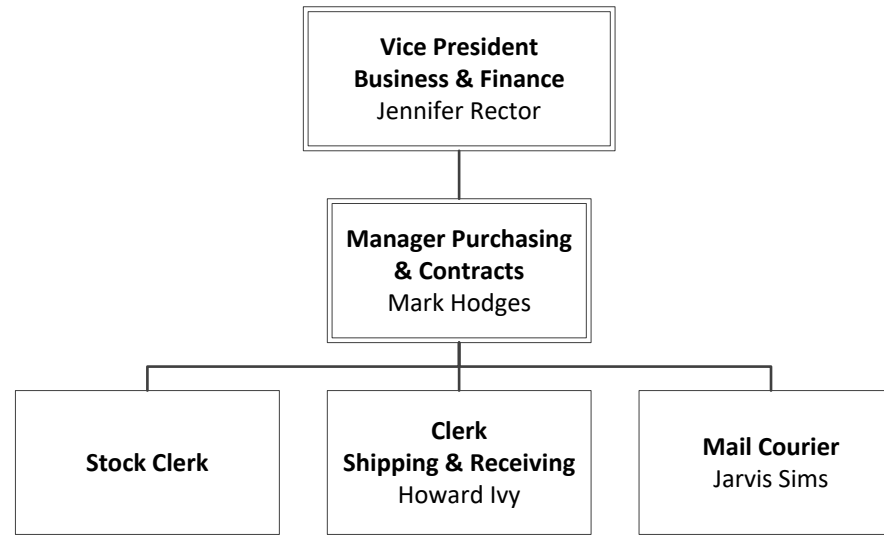 Vice President
Business & Finance
Jennifer Rector
Manager Purchasing
& Contracts
Mark Hodges
Stock Clerk
Clerk
Shipping & Receiving
Howard Ivy
Mail Courier
Jarvis Sims